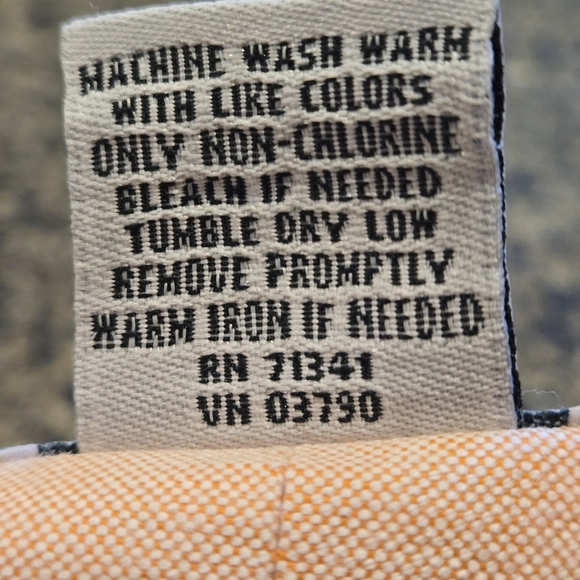 MACHINE WASH WARM
WITH LIKE COLORS
ONLY NON-CHLORINE
BLEACH IF NEEDED
TUMBLE DRY LOW
REMOVE PROMPTLY
WARM IRON IF NEEDED
RN 71341
VN 03790